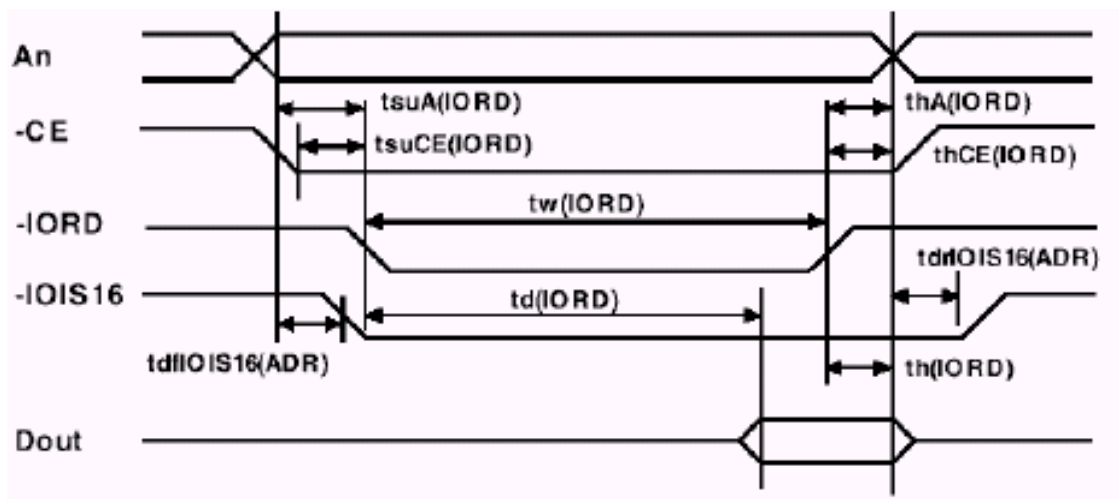 An
tsuA(IORD)
thA(IORD)
-CE
tsuCE(IORD)
thCE(IORD)
tw(IORD)
-IORD
tdrIOIS16(ADR)
-IOIS16
td(IORD)
tdfIOIS16(ADR)
th(IORD)
Dout